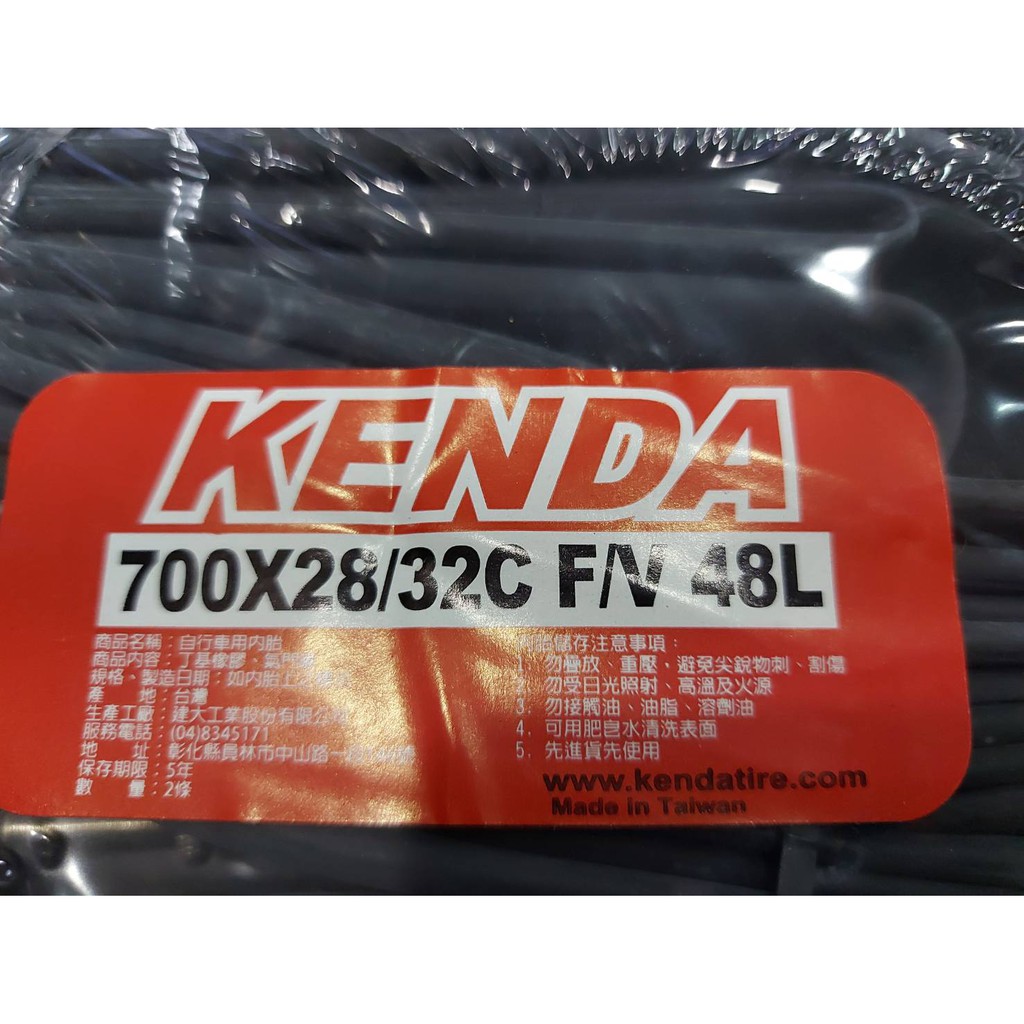 KENDA
700X28/32C F/V 48L
商品名稱：自行車用內胎
商品內容：丁基橡膠、氣門
規格、製造日期：如內胎上
產　　地：台灣
生產工廠：建大工業股份有限公
服務電話：(04)8345171
地　　址：彰化縣員林市中山路一段
保存期限：5年
數　　量：2條
儲存注意事項：
1. 勿疊放、重壓，避免尖銳物刺、割傷
2. 勿受日光照射、高溫及火源
3. 勿接觸油、油脂、溶劑油
4. 可用肥皂水清洗表面
5. 先進貨先使用
www.kendatire.com
Made in Taiwan